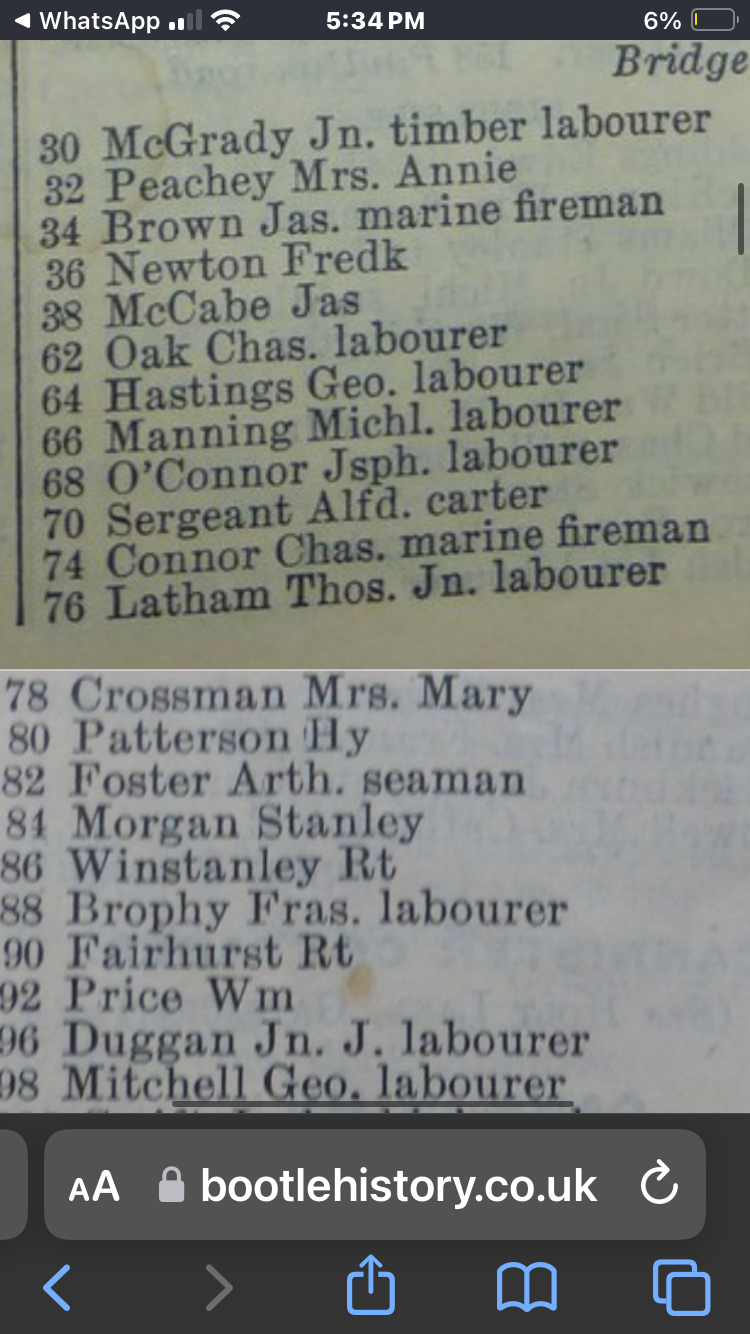 WhatsApp 5:34 PM 6%
Bridge
30 McGrady Jn. timber labourer
32 Peachey Mrs. Annie
34 Brown Jas. marine fireman
36 Newton Fredk
38 McCabe Jas
62 Oak Chas. labourer
64 Hastings Geo. labourer
66 Manning Michl. labourer
68 O'Connor Jsph. labourer
70 Sergeant Alfd. carter
74 Connor Chas. marine fireman
76 Latham Thos. Jn. labourer
78 Crossman Mrs. Mary
80 Patterson Hy
82 Foster Arth. seaman
84 Morgan Stanley
86 Winstanley Rt
88 Brophy Fras. labourer
90 Fairhurst Rt
92 Price Wm
96 Duggan Jn. J. labourer
98 Mitchell Geo. labourer
AA bootlehistory.co.uk